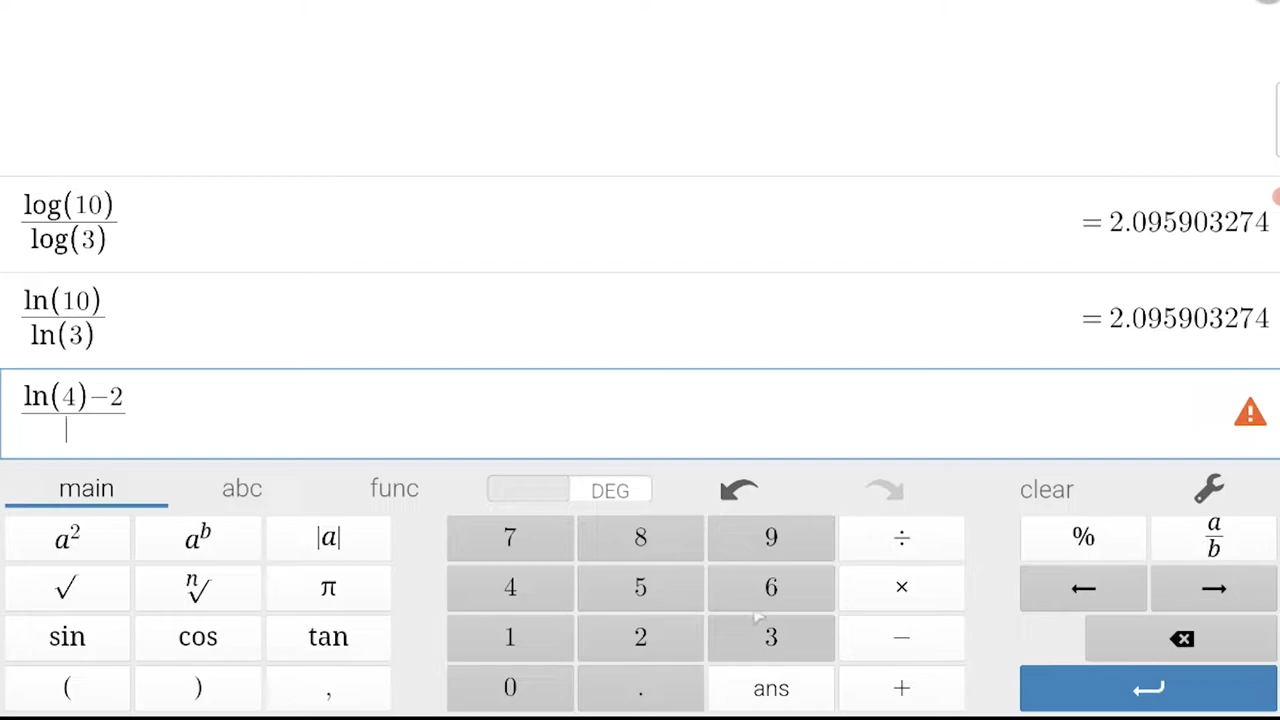 log(10)
log(3)
= 2.095903274
ln(10)
ln(3)
= 2.095903274
ln(4)−2
main abc func DEG clear
a² aᵇ |a| 7 8 9 ÷ % a/b
√ ⁿ√ π 4 5 6 × ← →
sin cos tan 1 2 3 −
( ) , 0 . ans +